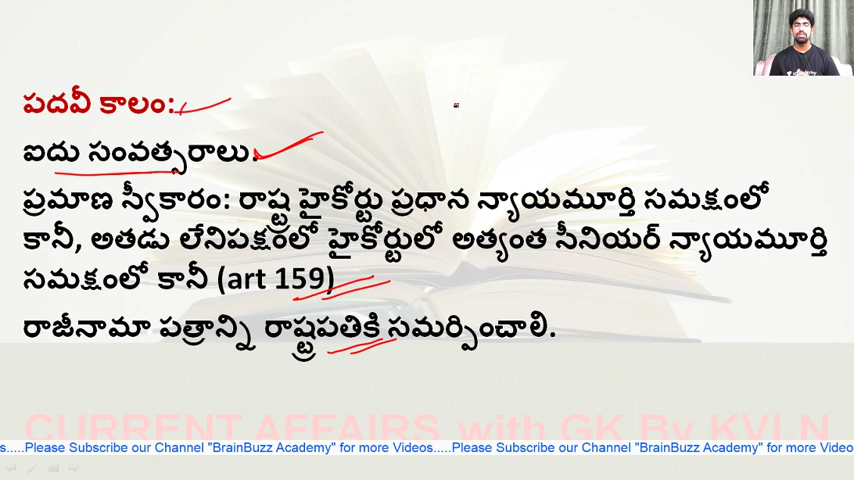 పదవీ కాలం:
ఐదు సంవత్సరాలు.
ప్రమాణ స్వీకారం: రాష్ట్ర హైకోర్టు ప్రధాన న్యాయమూర్తి సమక్షంలో
కానీ, అతడు లేనిపక్షంలో హైకోర్టులో అత్యంత సీనియర్ న్యాయమూర్తి
సమక్షంలో కానీ (art 159)
రాజీనామా పత్రాన్ని రాష్ట్రపతికి సమర్పించాలి.
CURRENT AFFAIRS with GK By KVLN
s.....Please Subscribe our Channel "BrainBuzz Academy" for more Videos.....Please Subscribe our Channel "BrainBuzz Academy" for more Video